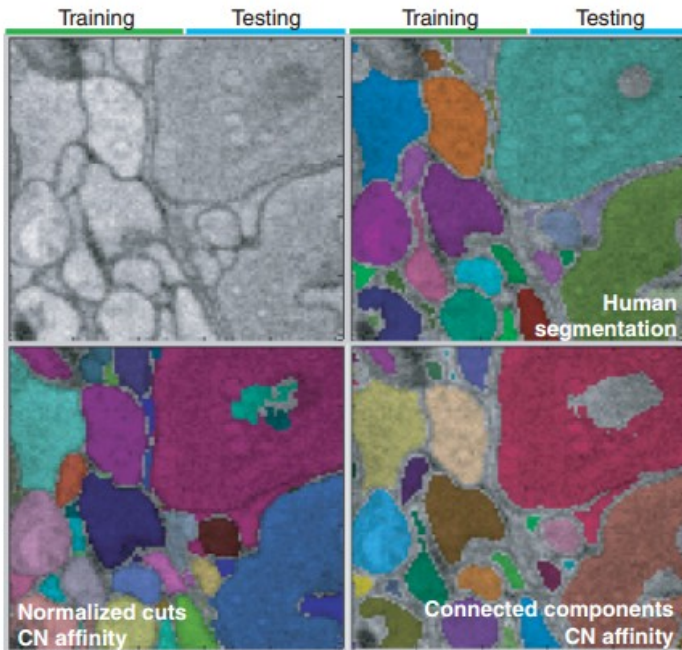 Training Testing Training Testing
Human
segmentation
Normalized cuts
CN affinity
Connected components
CN affinity